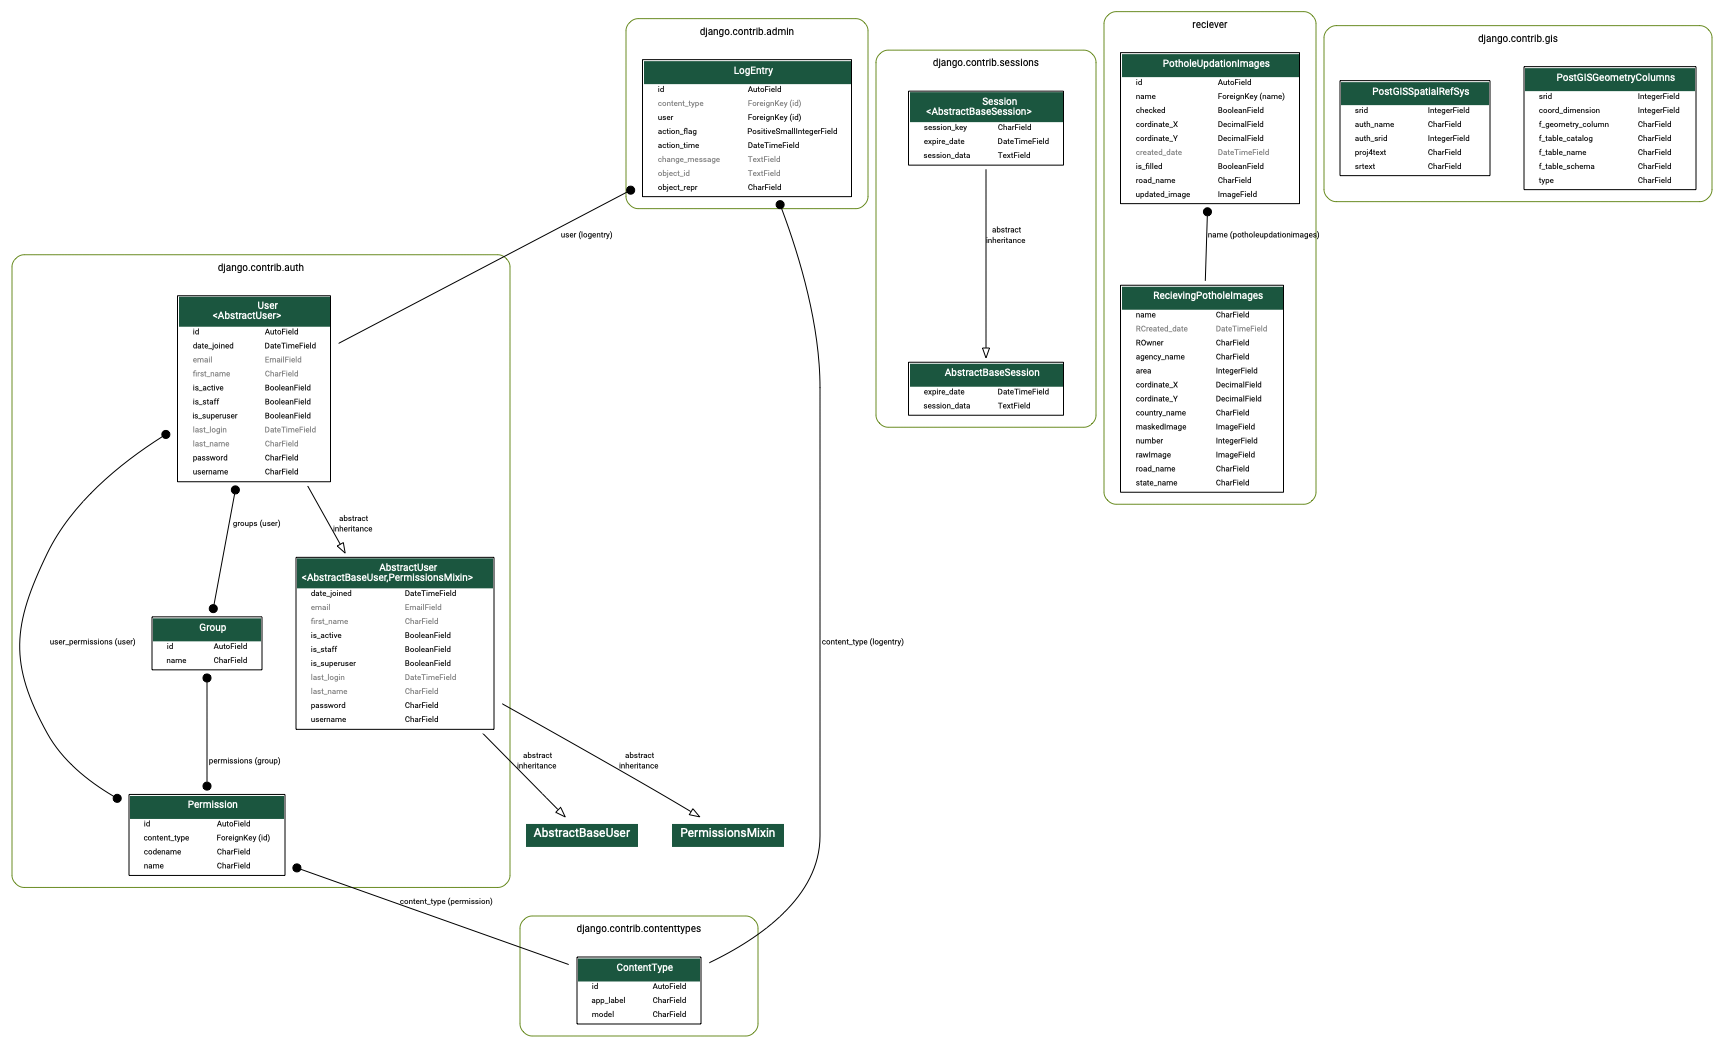 django.contrib.admin
LogEntry
id AutoField
content_type ForeignKey (id)
user ForeignKey (id)
action_flag PositiveSmallIntegerField
action_time DateTimeField
change_message TextField
object_id TextField
object_repr CharField
django.contrib.sessions
Session
<AbstractBaseSession>
session_key CharField
expire_date DateTimeField
session_data TextField
abstract
inheritance
AbstractBaseSession
expire_date DateTimeField
session_data TextField
reciever
PotholeUpdationImages
id AutoField
name ForeignKey (name)
checked BooleanField
cordinate_X DecimalField
cordinate_Y DecimalField
created_date DateTimeField
is_filled BooleanField
road_name CharField
updated_image ImageField
name (potholeupdationimages)
RecievingPotholeImages
name CharField
RCreated_date DateTimeField
ROwner CharField
agency_name CharField
area IntegerField
cordinate_X DecimalField
cordinate_Y DecimalField
country_name CharField
maskedImage ImageField
number IntegerField
rawImage ImageField
road_name CharField
state_name CharField
django.contrib.gis
PostGISSpatialRefSys
srid IntegerField
auth_name CharField
auth_srid IntegerField
proj4text CharField
srtext CharField
PostGISGeometryColumns
srid IntegerField
coord_dimension IntegerField
f_geometry_column CharField
f_table_catalog CharField
f_table_name CharField
f_table_schema CharField
type CharField
user (logentry)
django.contrib.auth
User
<AbstractUser>
id AutoField
date_joined DateTimeField
email EmailField
first_name CharField
is_active BooleanField
is_staff BooleanField
is_superuser BooleanField
last_login DateTimeField
last_name CharField
password CharField
username CharField
groups (user)
abstract
inheritance
AbstractUser
<AbstractBaseUser,PermissionsMixin>
date_joined DateTimeField
email EmailField
first_name CharField
is_active BooleanField
is_staff BooleanField
is_superuser BooleanField
last_login DateTimeField
last_name CharField
password CharField
username CharField
Group
id AutoField
name CharField
user_permissions (user)
content_type (logentry)
permissions (group)
abstract
inheritance
abstract
inheritance
Permission
id AutoField
content_type ForeignKey (id)
codename CharField
name CharField
AbstractBaseUser
PermissionsMixin
content_type (permission)
django.contrib.contenttypes
ContentType
id AutoField
app_label CharField
model CharField